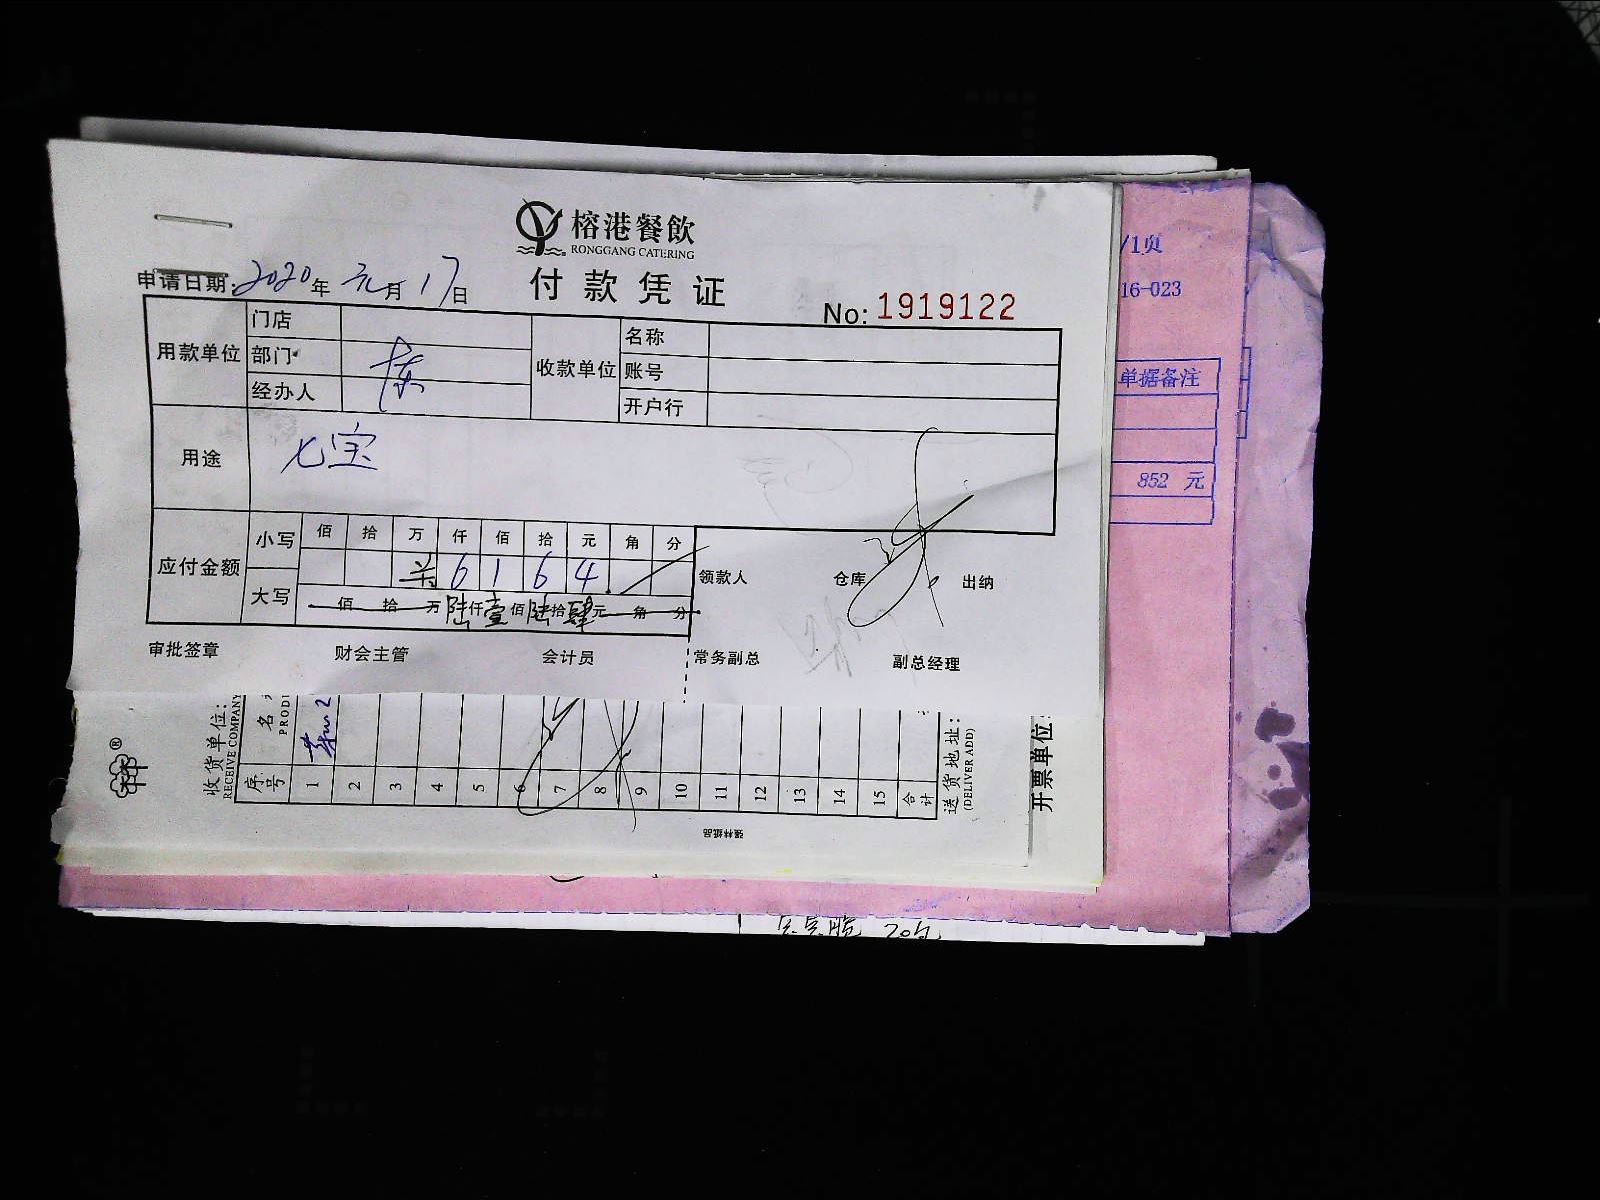 榕港餐飲
RONGGANG CATERING
付款凭证
申请日期:2020年元月17日
No: 1919122
用款单位 门店 收款单位 名称
部门 账号
经办人 开户行
用途 七宝
应付金额 小写 佰 拾 万 仟 佰 拾 元 角 分
6 1 6 4
大写 佰 拾 万 陆仟壹佰陆拾肆元 角 分
领款人 仓库 出纳
审批签章 财会主管 会计员 常务副总 副总经理
/1页
16-023
单据备注
852 元
收货单位:
RECEIVE COMPANY
序号 名
PRODU
1 2 3 4 5 6 7 8 9 10 11 12 13 14 15 合计
送货地址:
(DELIVER ADD)
开票单位:
®
20包